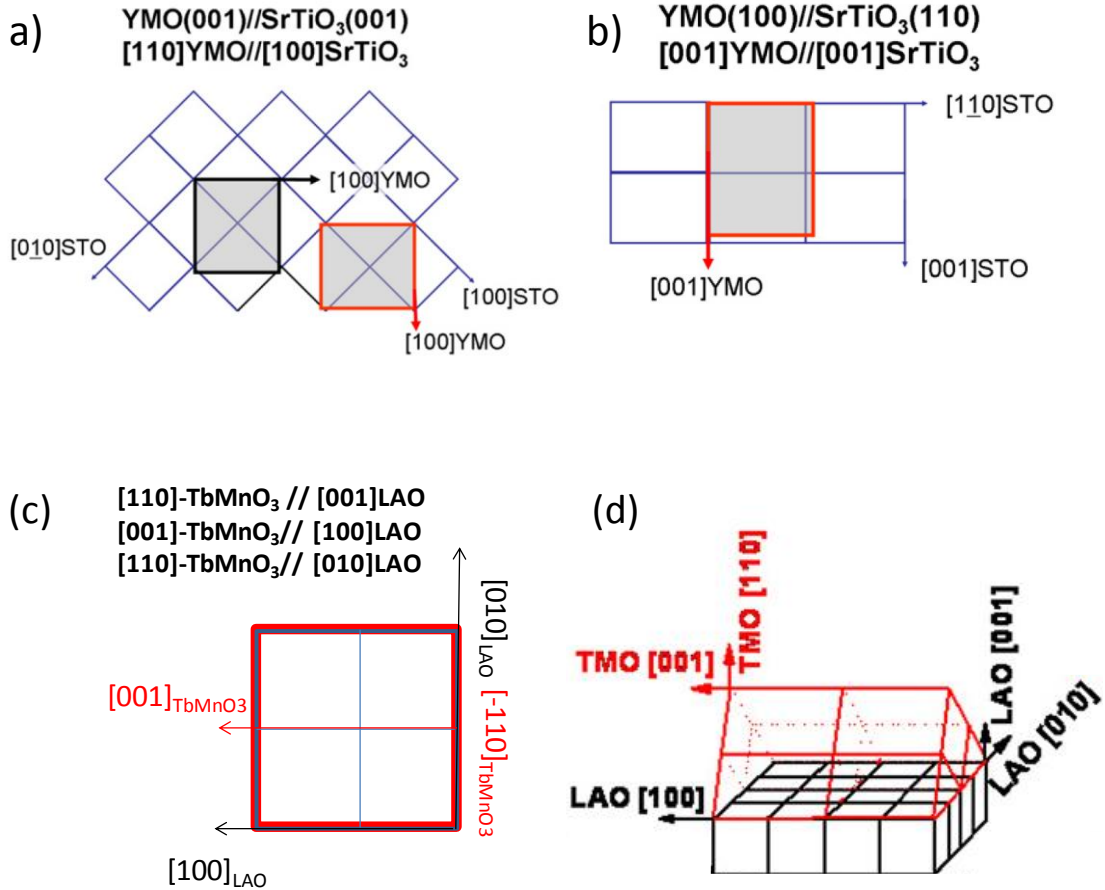 a)
YMO(001)//SrTiO₃(001)
[110]YMO//[100]SrTiO₃
[100]YMO
[010]STO
[100]STO
[100]YMO
b)
YMO(100)//SrTiO₃(110)
[001]YMO//[001]SrTiO₃
[110]STO
[001]YMO
[001]STO
(c)
[110]-TbMnO₃ // [001]LAO
[001]-TbMnO₃// [100]LAO
[110]-TbMnO₃// [010]LAO
[010]LAO [-110]TbMnO3
[001]TbMnO3
[100]LAO
(d)
TMO [110]
TMO [001]
LAO [001]
LAO [010]
LAO [100]